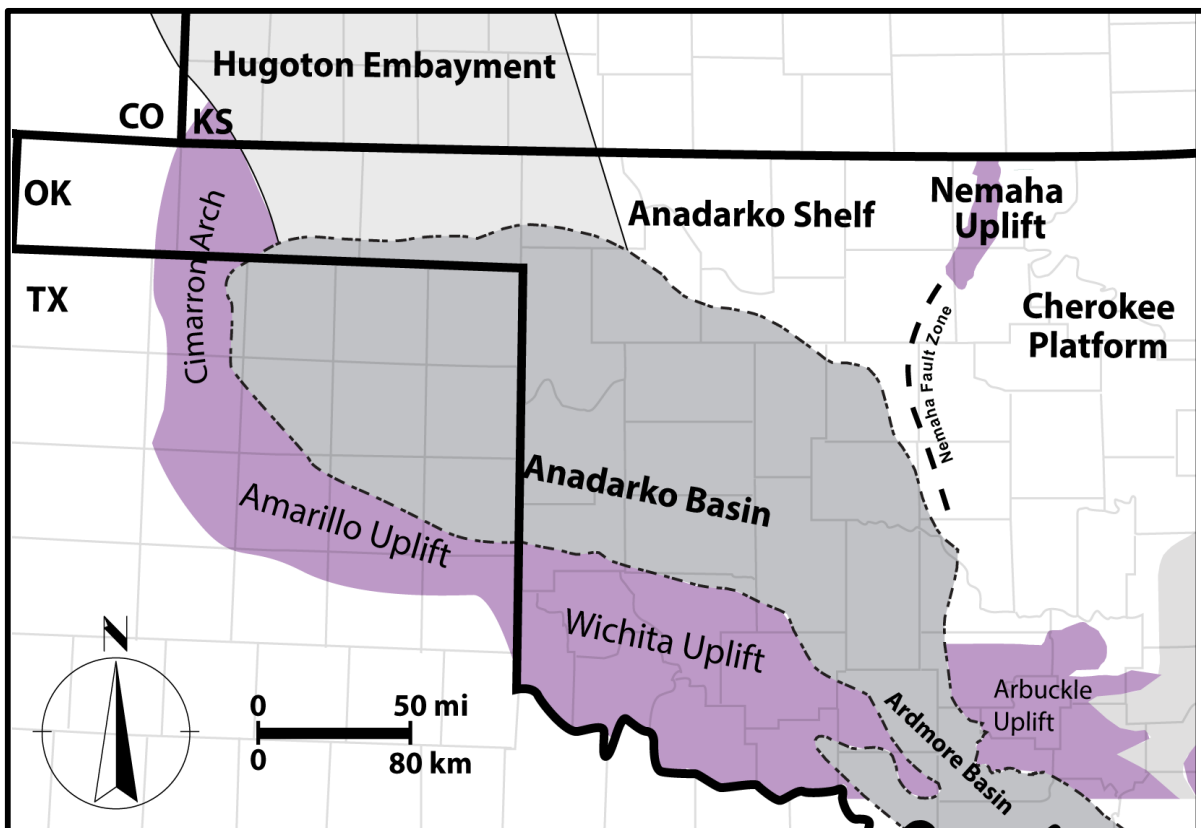 Hugoton Embayment
CO
KS
OK
Anadarko Shelf
Nemaha
Uplift
TX
Cimarron Arch
Cherokee
Platform
Nemaha Fault Zone
Anadarko Basin
Amarillo Uplift
Wichita Uplift
Arbuckle
Uplift
Ardmore Basin
N
0
50 mi
0
80 km